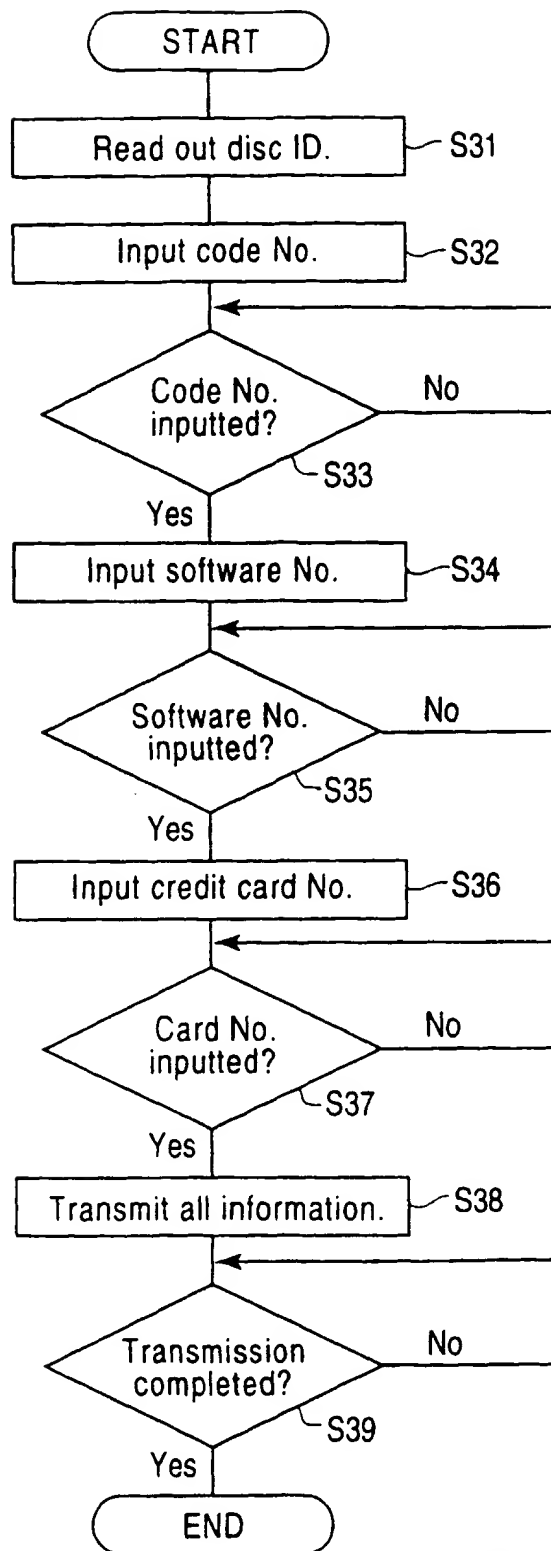 START
Read out disc ID.
S31
Input code No.
S32
Code No.
inputted?
No
S33
Yes
Input software No.
S34
Software No.
inputted?
No
S35
Yes
Input credit card No.
S36
Card No.
inputted?
No
S37
Yes
Transmit all information.
S38
Transmission
completed?
No
S39
Yes
END